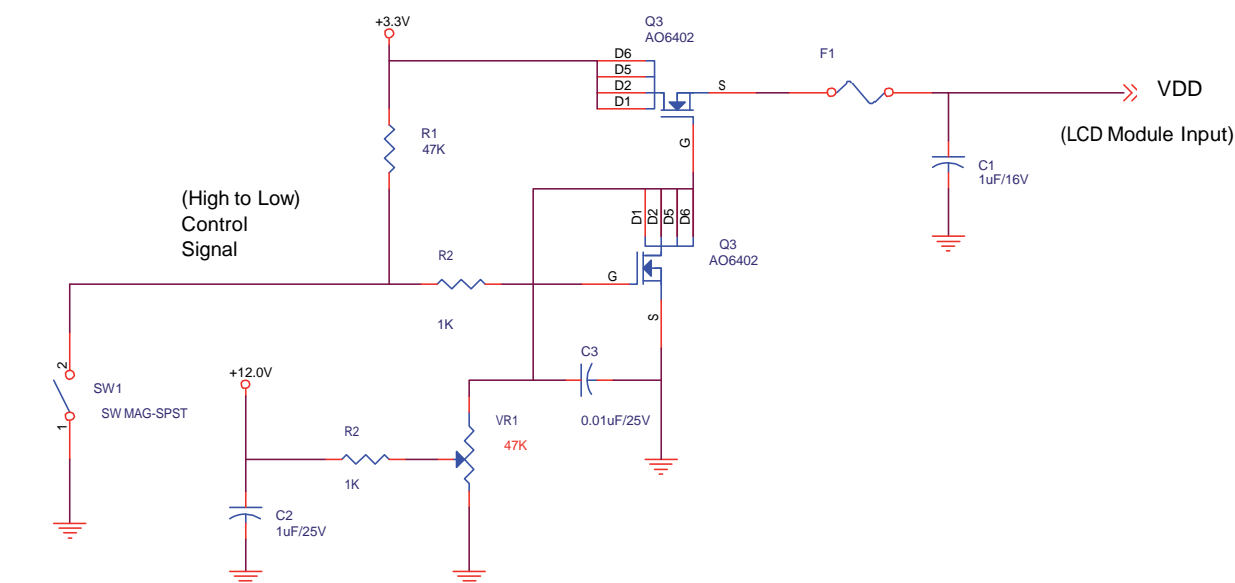 +3.3V
Q3
AO6402
D6
D5
D2
D1
S
G
F1
VDD
(LCD Module Input)
R1
47K
C1
1uF/16V
(High to Low)
Control
Signal
D1
D2
D5
D6
Q3
AO6402
R2
G
1K
S
2
SW1
SW MAG-SPST
1
+12.0V
C3
0.01uF/25V
VR1
47K
R2
1K
C2
1uF/25V